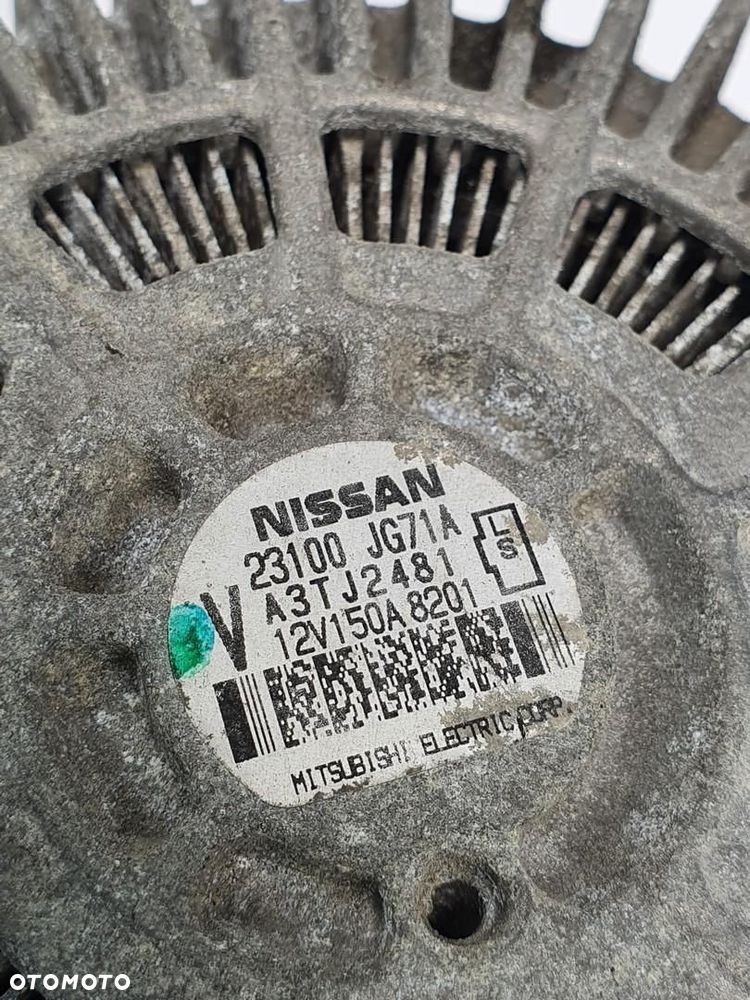 NISSAN
23100 JG71A
A3TJ2481
12V150A 8201
V
L
S
MITSUBISHI ELECTRIC CORP.
OTOMOTO